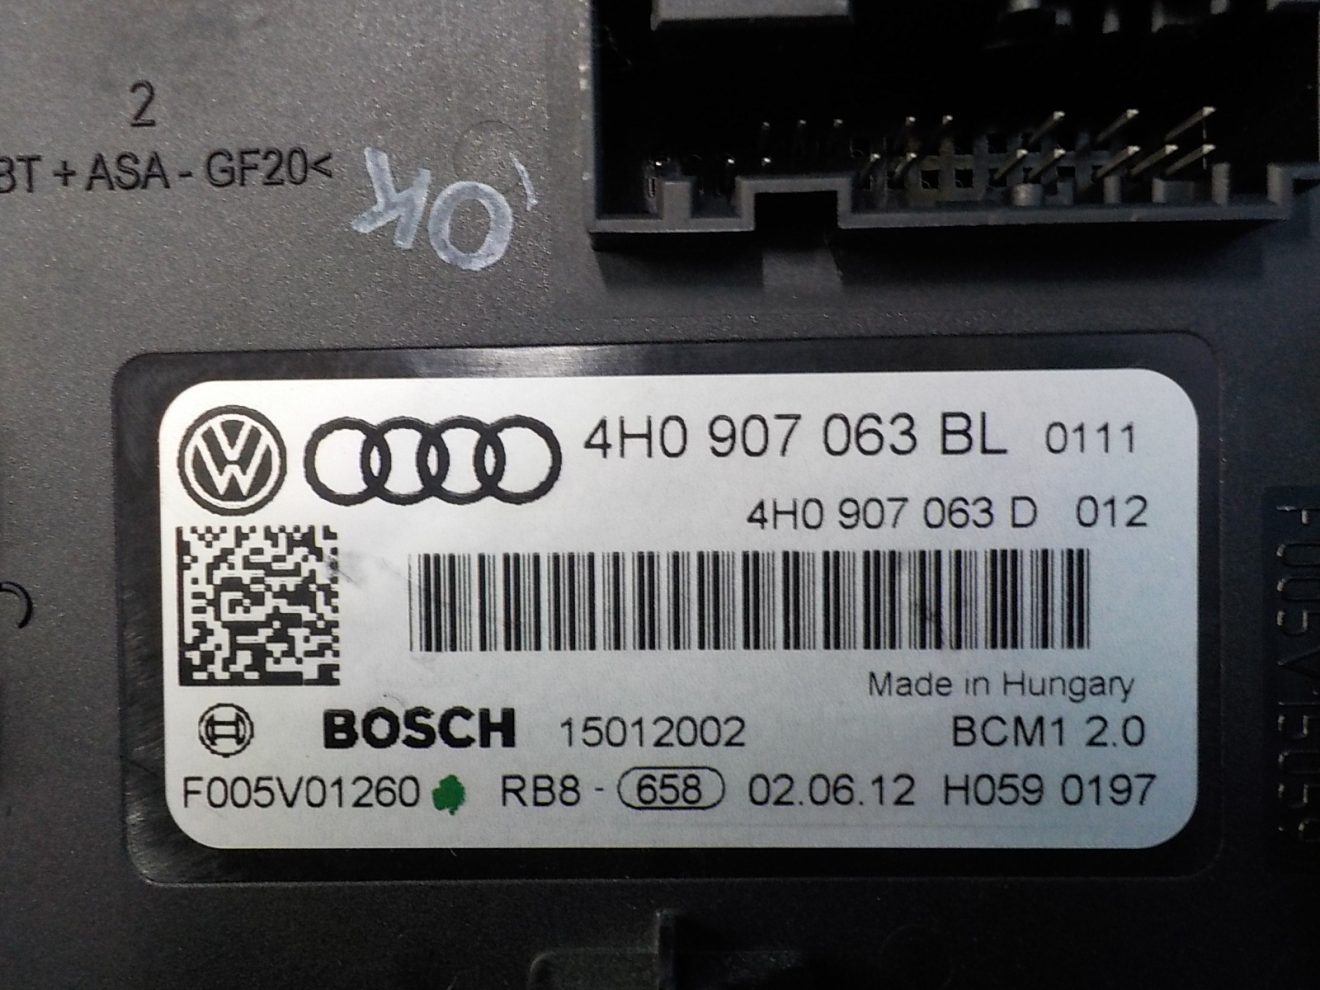 2
BT + ASA - GF20<
OK
4H0 907 063 BL 0111
4H0 907 063 D 012
Made in Hungary
BOSCH 15012002 BCM1 2.0
F005V01260 RB8 - 658 02.06.12 H059 0197